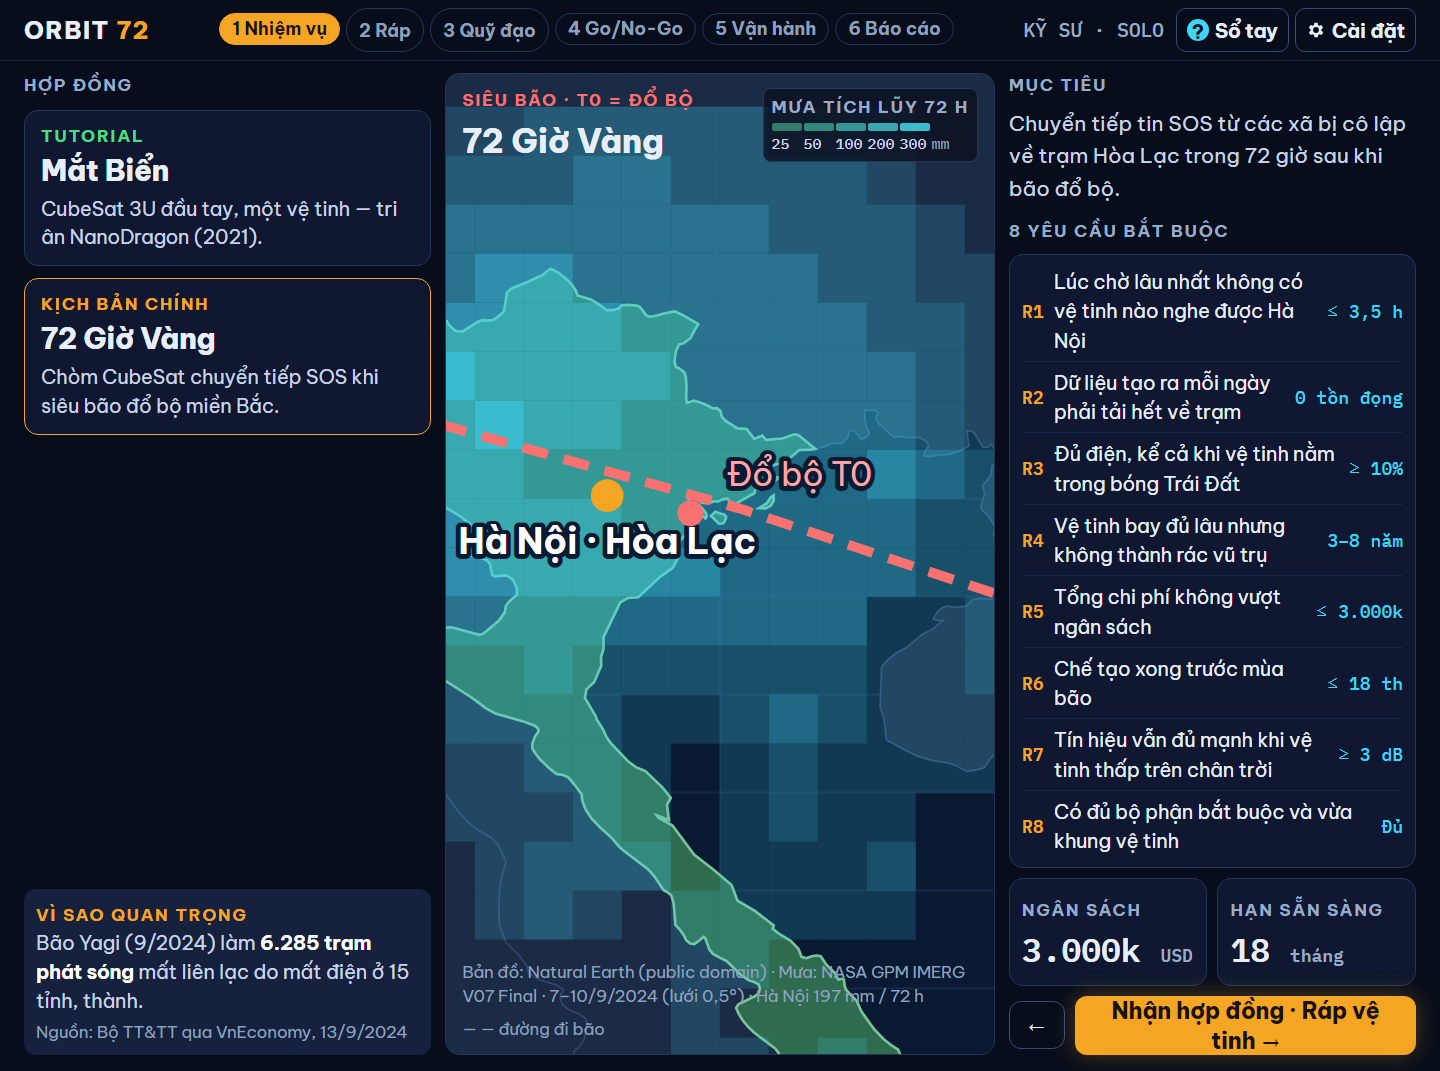 ORBIT 72
1 Nhiệm vụ
2 Ráp
3 Quỹ đạo
4 Go/No-Go
5 Vận hành
6 Báo cáo
KỸ SƯ · SOLO
? Sổ tay
Cài đặt
HỢP ĐỒNG
TUTORIAL
Mắt Biển
CubeSat 3U đầu tay, một vệ tinh — tri
ân NanoDragon (2021).
KỊCH BẢN CHÍNH
72 Giờ Vàng
Chòm CubeSat chuyển tiếp SOS khi
siêu bão đổ bộ miền Bắc.
VÌ SAO QUAN TRỌNG
Bão Yagi (9/2024) làm 6.285 trạm
phát sóng mất liên lạc do mất điện ở 15
tỉnh, thành.
Nguồn: Bộ TT&TT qua VnEconomy, 13/9/2024
SIÊU BÃO · T0 = ĐỔ BỘ
72 Giờ Vàng
MƯA TÍCH LŨY 72 H
25 50 100 200 300 mm
Đổ bộ T0
Hà Nội · Hòa Lạc
Bản đồ: Natural Earth (public domain) · Mưa: NASA GPM IMERG
V07 Final · 7–10/9/2024 (lưới 0,5°) · Hà Nội 197 mm / 72 h
— — đường đi bão
MỤC TIÊU
Chuyển tiếp tin SOS từ các xã bị cô lập
về trạm Hòa Lạc trong 72 giờ sau khi
bão đổ bộ.
8 YÊU CẦU BẮT BUỘC
R1 Lúc chờ lâu nhất không có
vệ tinh nào nghe được Hà
Nội
≤ 3,5 h
R2 Dữ liệu tạo ra mỗi ngày
phải tải hết về trạm
0 tồn đọng
R3 Đủ điện, kể cả khi vệ tinh nằm
trong bóng Trái Đất
≥ 10%
R4 Vệ tinh bay đủ lâu nhưng
không thành rác vũ trụ
3–8 năm
R5 Tổng chi phí không vượt
ngân sách
≤ 3.000k
R6 Chế tạo xong trước mùa
bão
≤ 18 th
R7 Tín hiệu vẫn đủ mạnh khi vệ
tinh thấp trên chân trời
≥ 3 dB
R8 Có đủ bộ phận bắt buộc và vừa
khung vệ tinh
Đủ
NGÂN SÁCH
3.000k USD
HẠN SẴN SÀNG
18 tháng
←
Nhận hợp đồng · Ráp vệ
tinh →